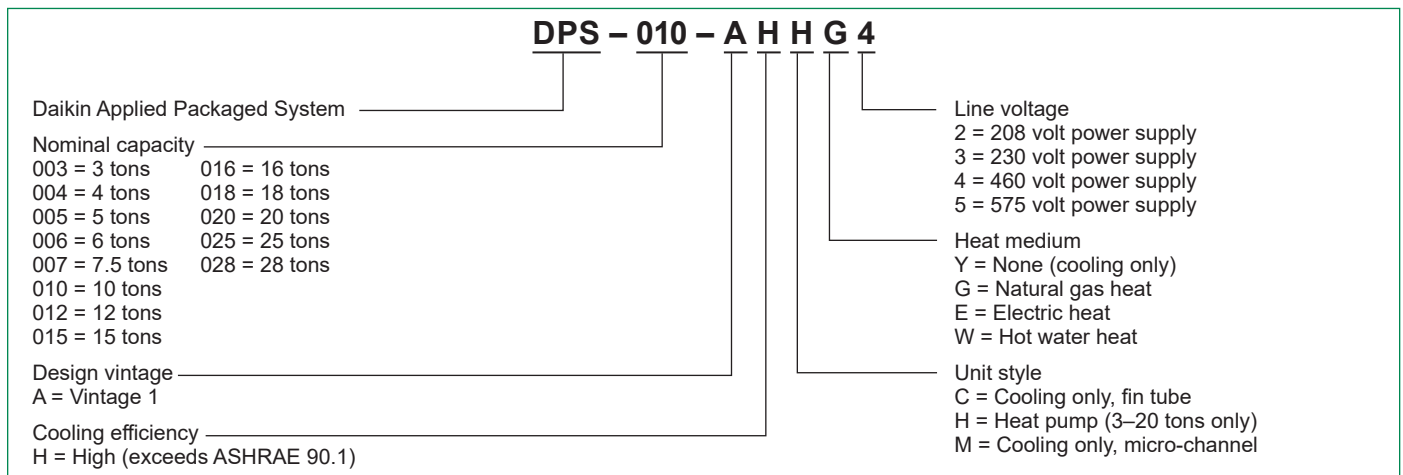 DPS – 010 – A H H G 4
Daikin Applied Packaged System
Nominal capacity
003 = 3 tons 016 = 16 tons
004 = 4 tons 018 = 18 tons
005 = 5 tons 020 = 20 tons
006 = 6 tons 025 = 25 tons
007 = 7.5 tons 028 = 28 tons
010 = 10 tons
012 = 12 tons
015 = 15 tons
Design vintage
A = Vintage 1
Cooling efficiency
H = High (exceeds ASHRAE 90.1)
Line voltage
2 = 208 volt power supply
3 = 230 volt power supply
4 = 460 volt power supply
5 = 575 volt power supply
Heat medium
Y = None (cooling only)
G = Natural gas heat
E = Electric heat
W = Hot water heat
Unit style
C = Cooling only, fin tube
H = Heat pump (3–20 tons only)
M = Cooling only, micro-channel